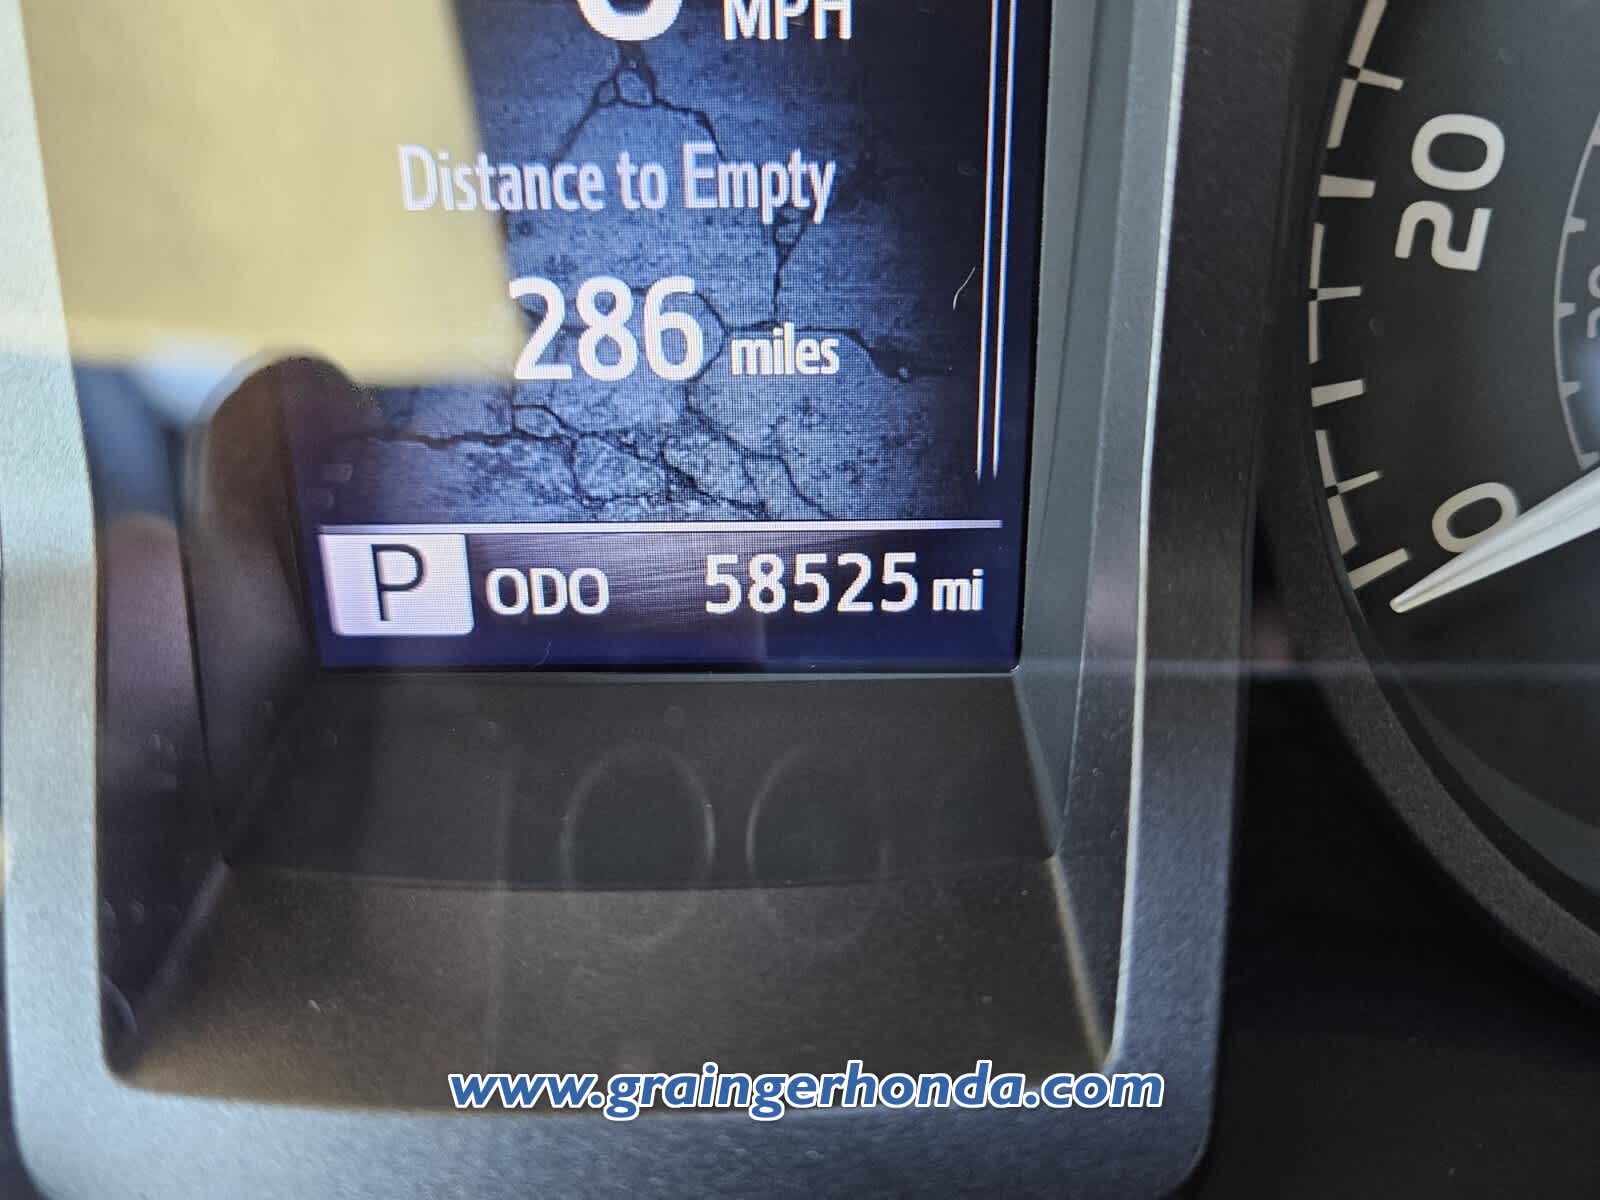 MPH
Distance to Empty
286 miles
P ODO 58525 mi
20
0
www.graingerhonda.com